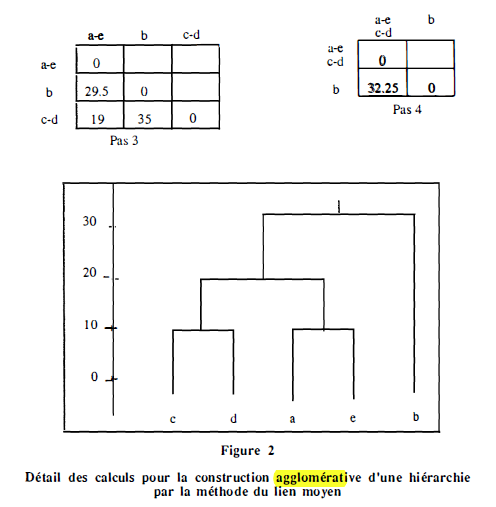 a-e b c-d
a-e 0
b 29.5 0
c-d 19 35 0
Pas 3
a-e b
c-d
a-e
c-d 0
b 32.25 0
Pas 4
30
20
10
0
c d a e b
Figure 2
Détail des calculs pour la construction agglomérative d'une hiérarchie
par la méthode du lien moyen